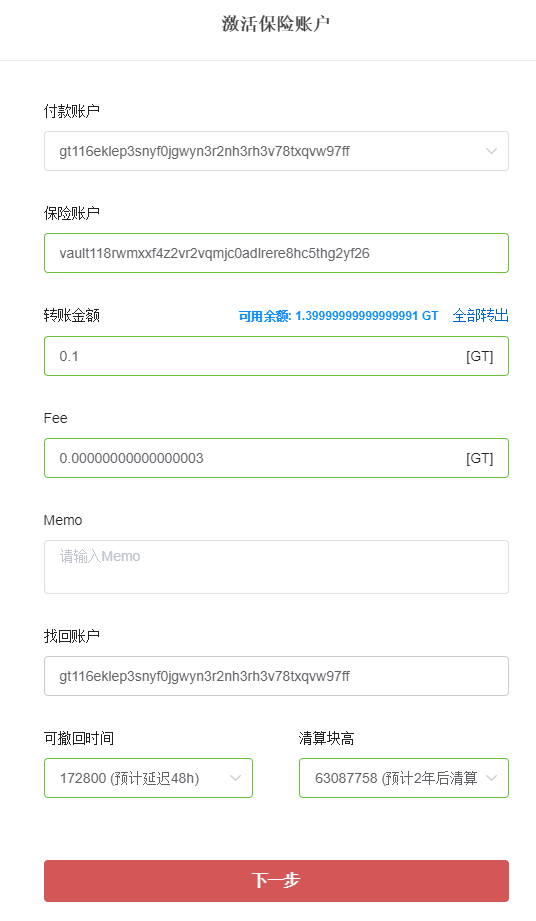 激活保险账户
付款账户
gt116eklep3snyf0jgwyn3r2nh3rh3v78txqvw97ff
保险账户
vault118rwmxxf4z2vr2vqmjc0adlrere8hc5thg2yf26
转账金额 可用余额: 1.39999999999999991 GT 全部转出
0.1 [GT]
Fee
0.00000000000000003 [GT]
Memo
请输入Memo
找回账户
gt116eklep3snyf0jgwyn3r2nh3rh3v78txqvw97ff
可撤回时间 清算块高
172800 (预计延迟48h) 63087758 (预计2年后清算
下一步